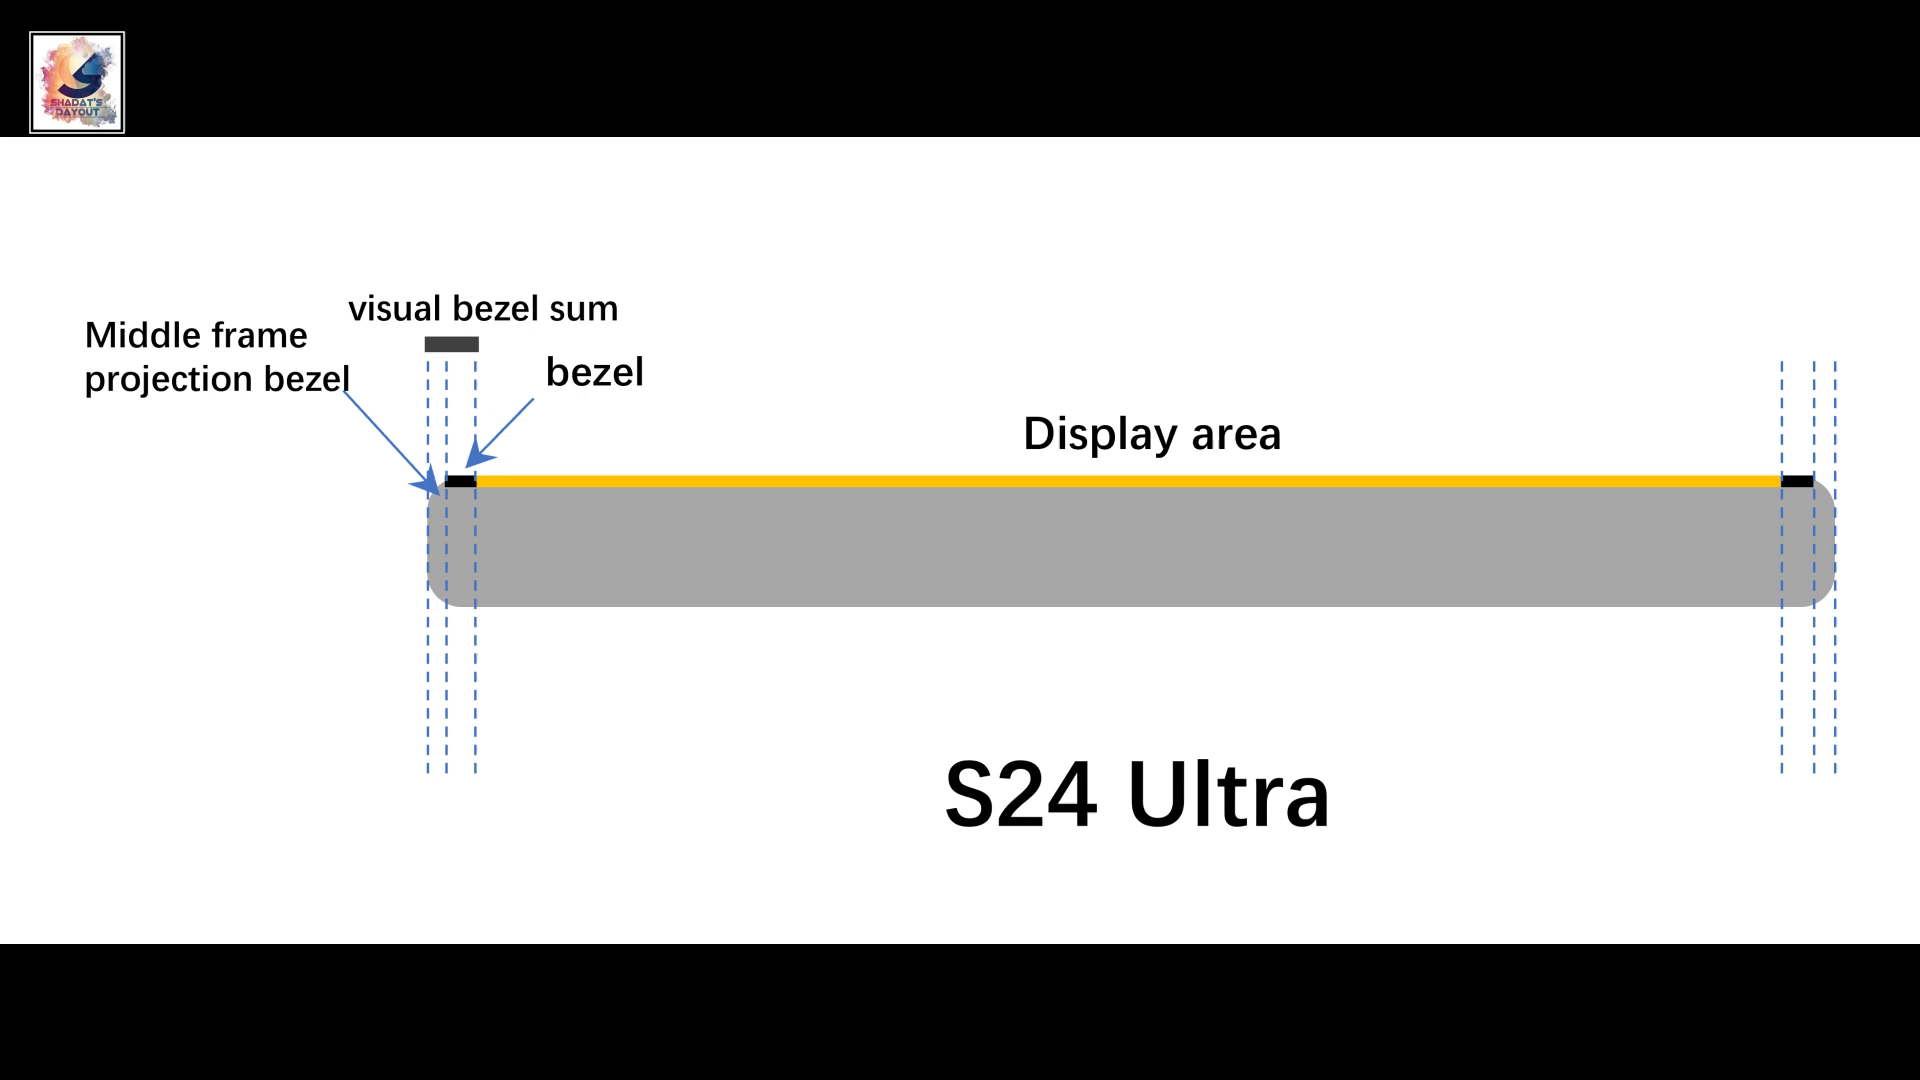 SHADAT'S
DAYOUT
visual bezel sum
Middle frame
projection bezel
bezel
Display area
S24 Ultra